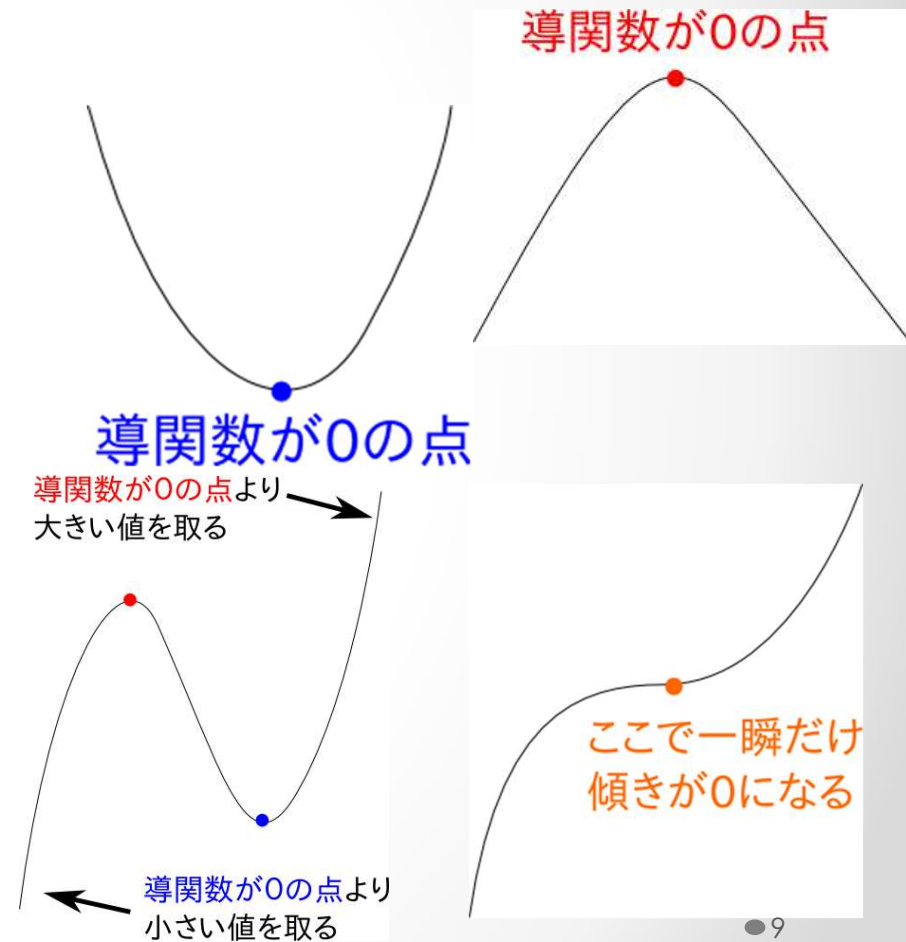 導関数が0の点
導関数が0の点
導関数が0の点より
大きい値を取る
ここで一瞬だけ
傾きが0になる
導関数が0の点より
小さい値を取る
9